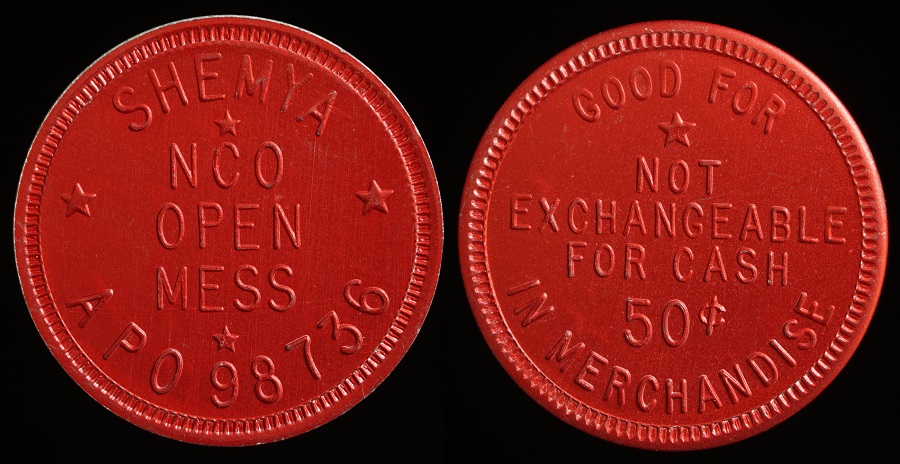 SHEMYA
NCO
OPEN
MESS
APO 98736
GOOD FOR
NOT
EXCHANGEABLE
FOR CASH
50¢
IN MERCHANDISE